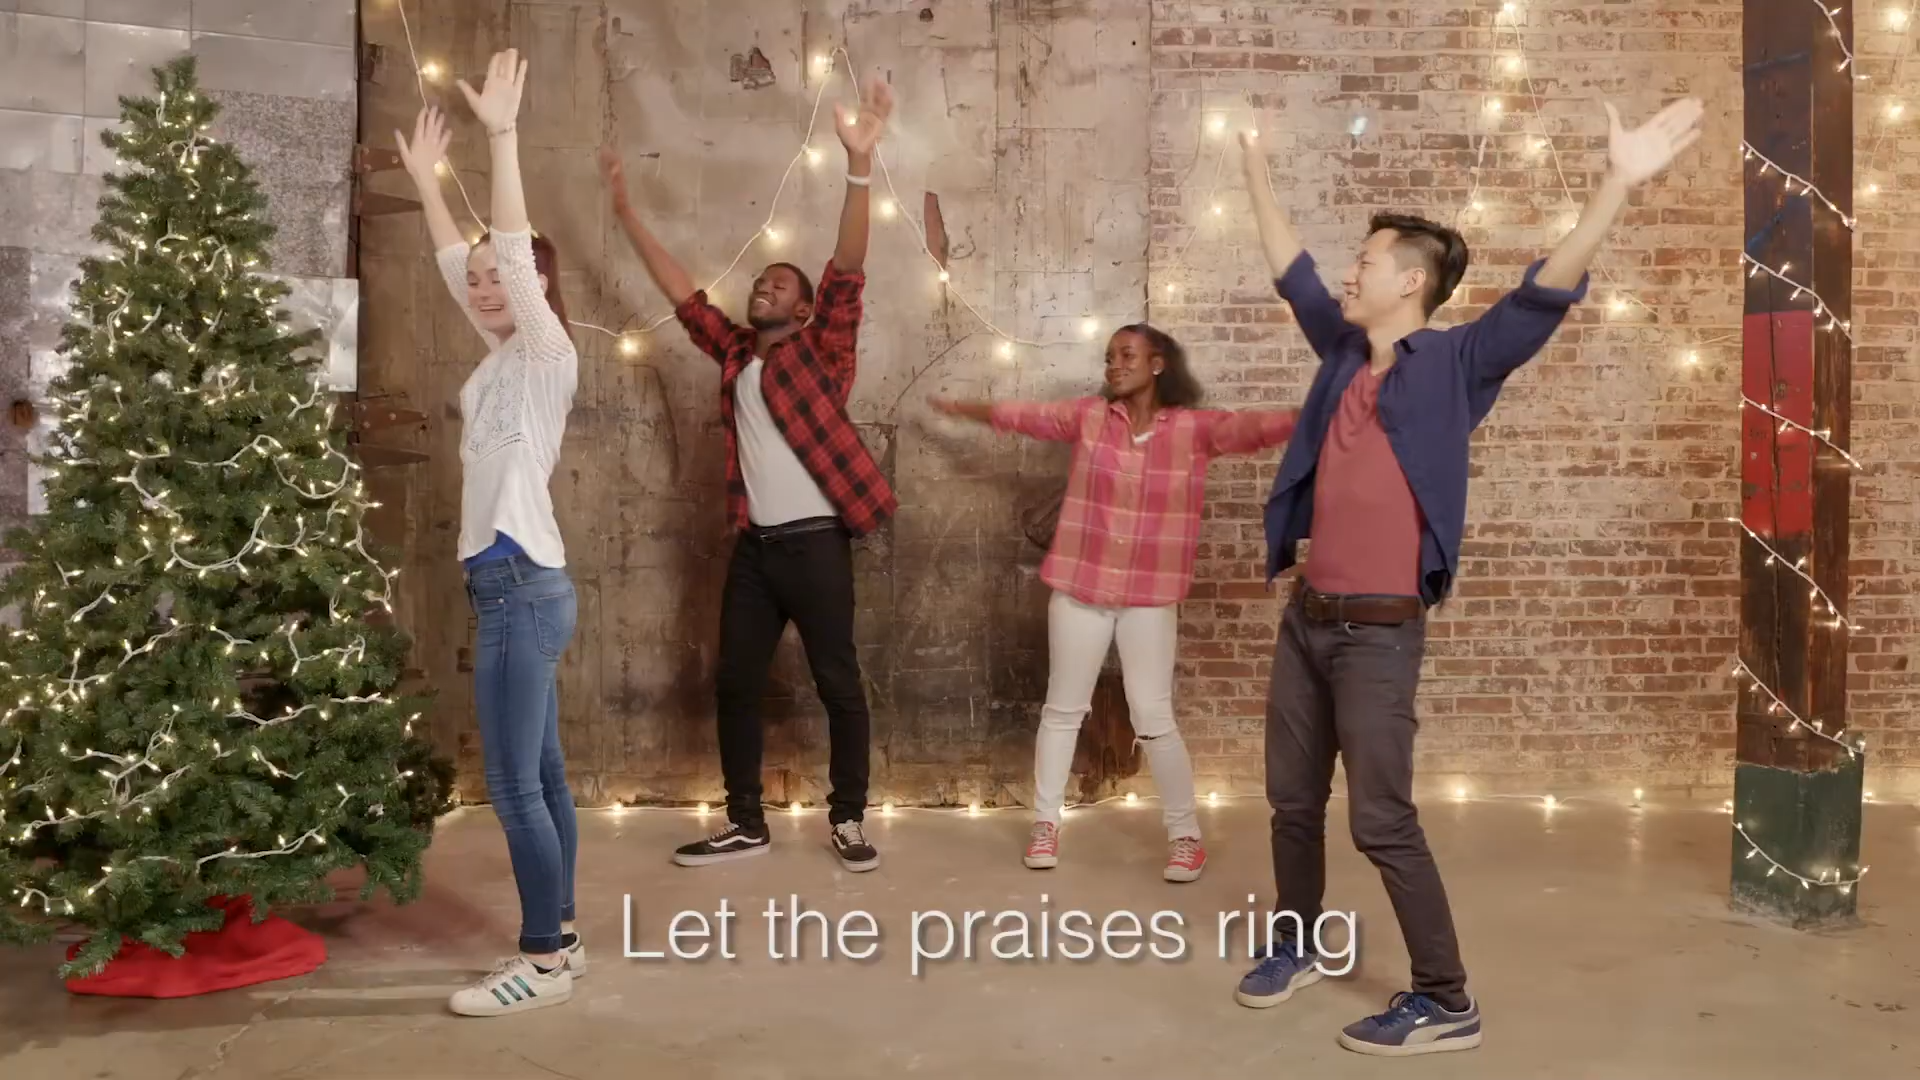 Let the praises ring